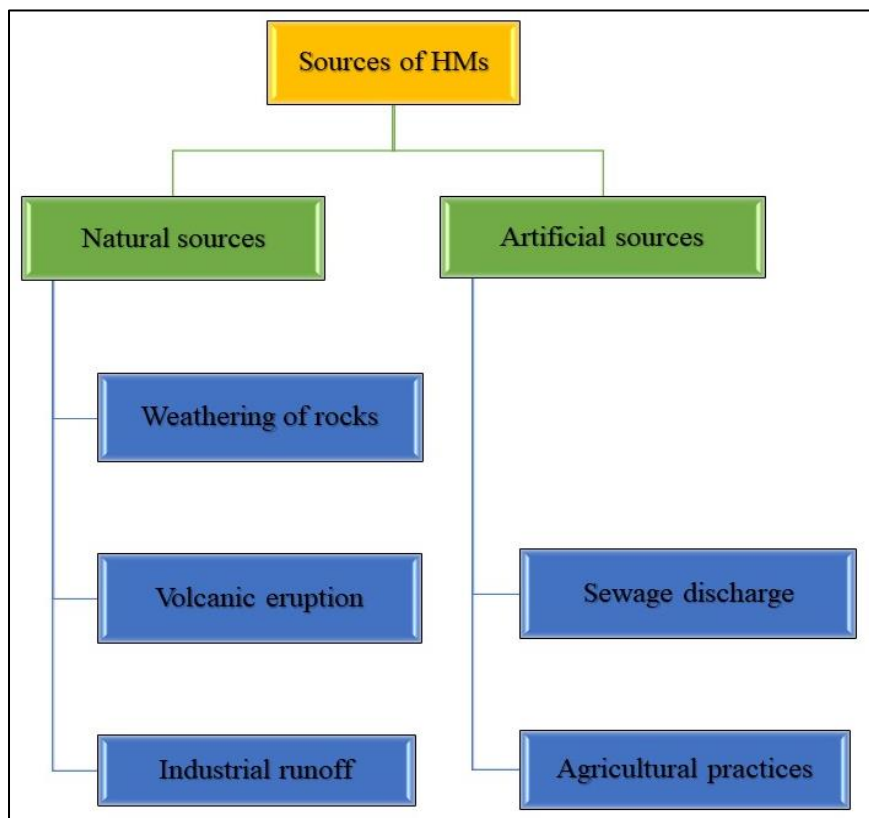 Sources of HMs
Natural sources
Artificial sources
Weathering of rocks
Volcanic eruption
Industrial runoff
Sewage discharge
Agricultural practices